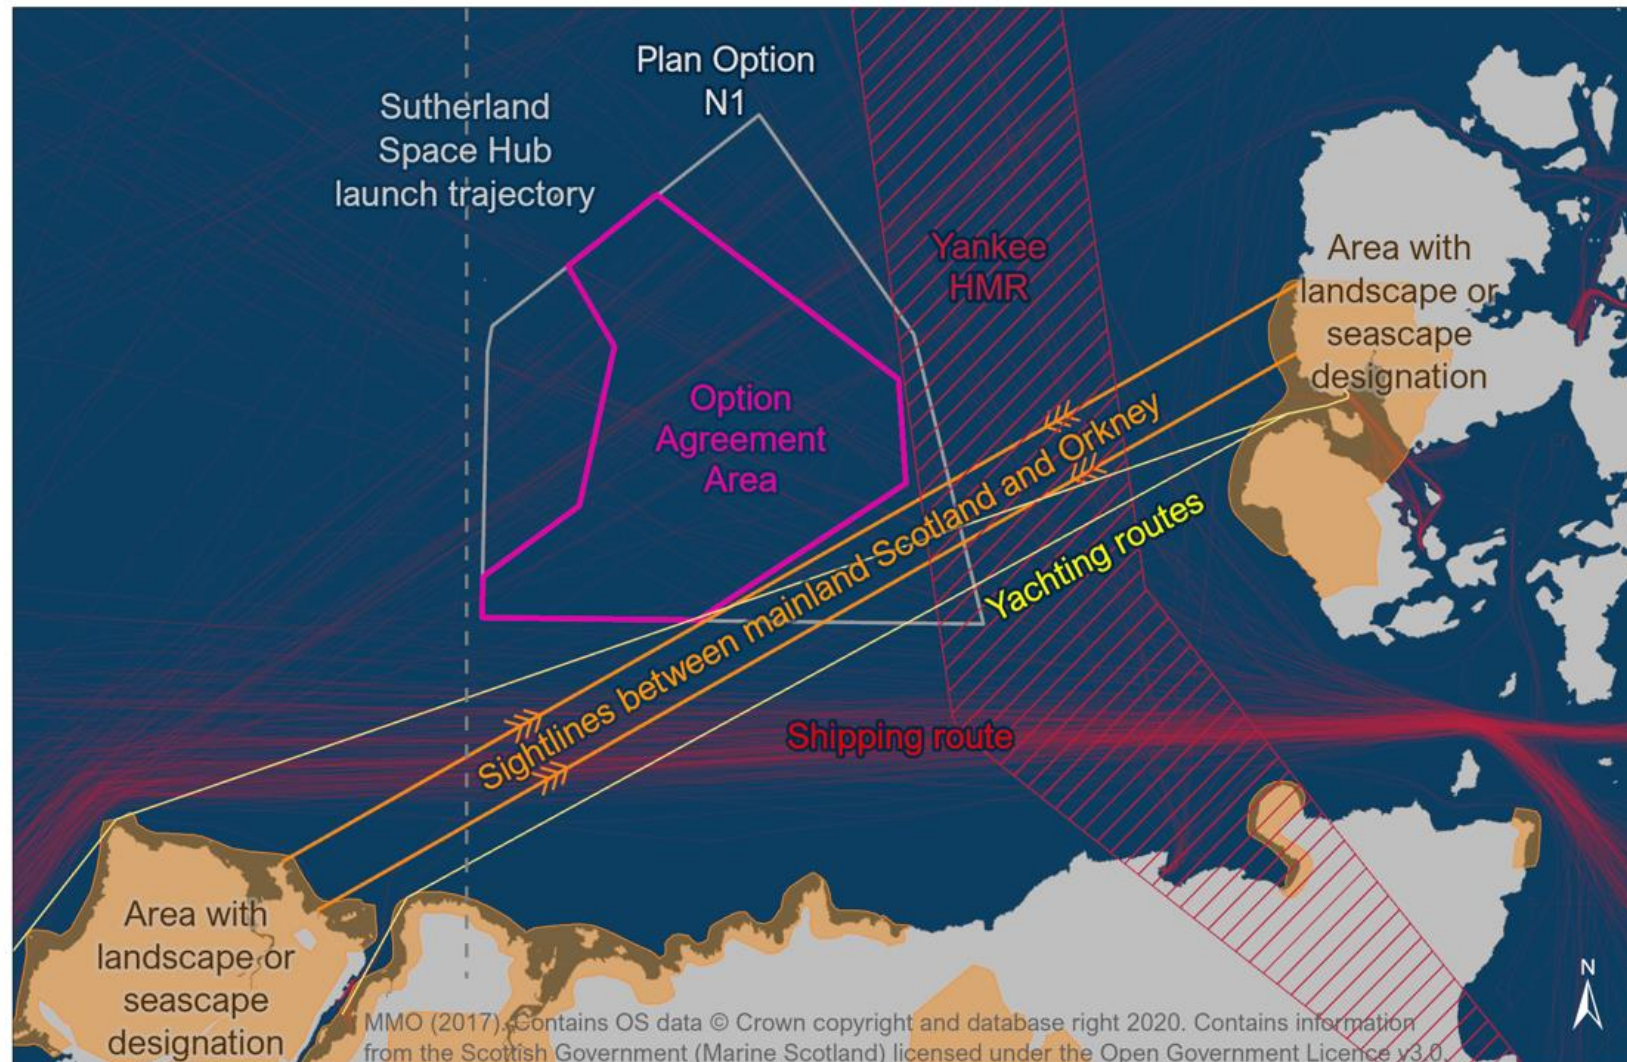 Plan Option
N1
Sutherland
Space Hub
launch trajectory
Yankee
HMR
Area with
landscape or
seascape
designation
Option
Agreement
Area
Sightlines between mainland Scotland and Orkney
Yachting routes
Shipping route
Area with
landscape or
seascape
designation
N
MMO (2017). Contains OS data © Crown copyright and database right 2020. Contains information
from the Scottish Government (Marine Scotland) licensed under the Open Government Licence v3.0.